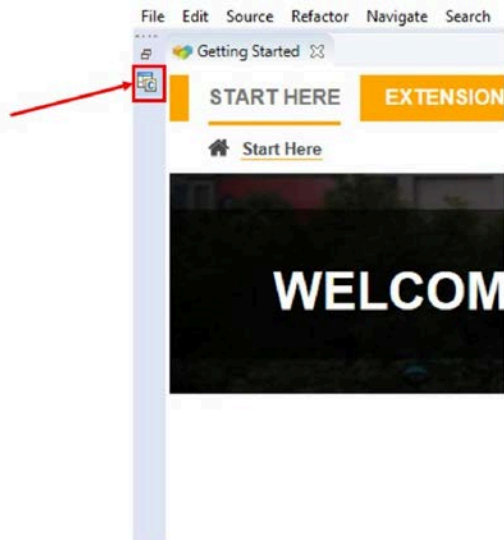 File Edit Source Refactor Navigate Search
Getting Started
START HERE EXTENSION
Start Here
WELCOM